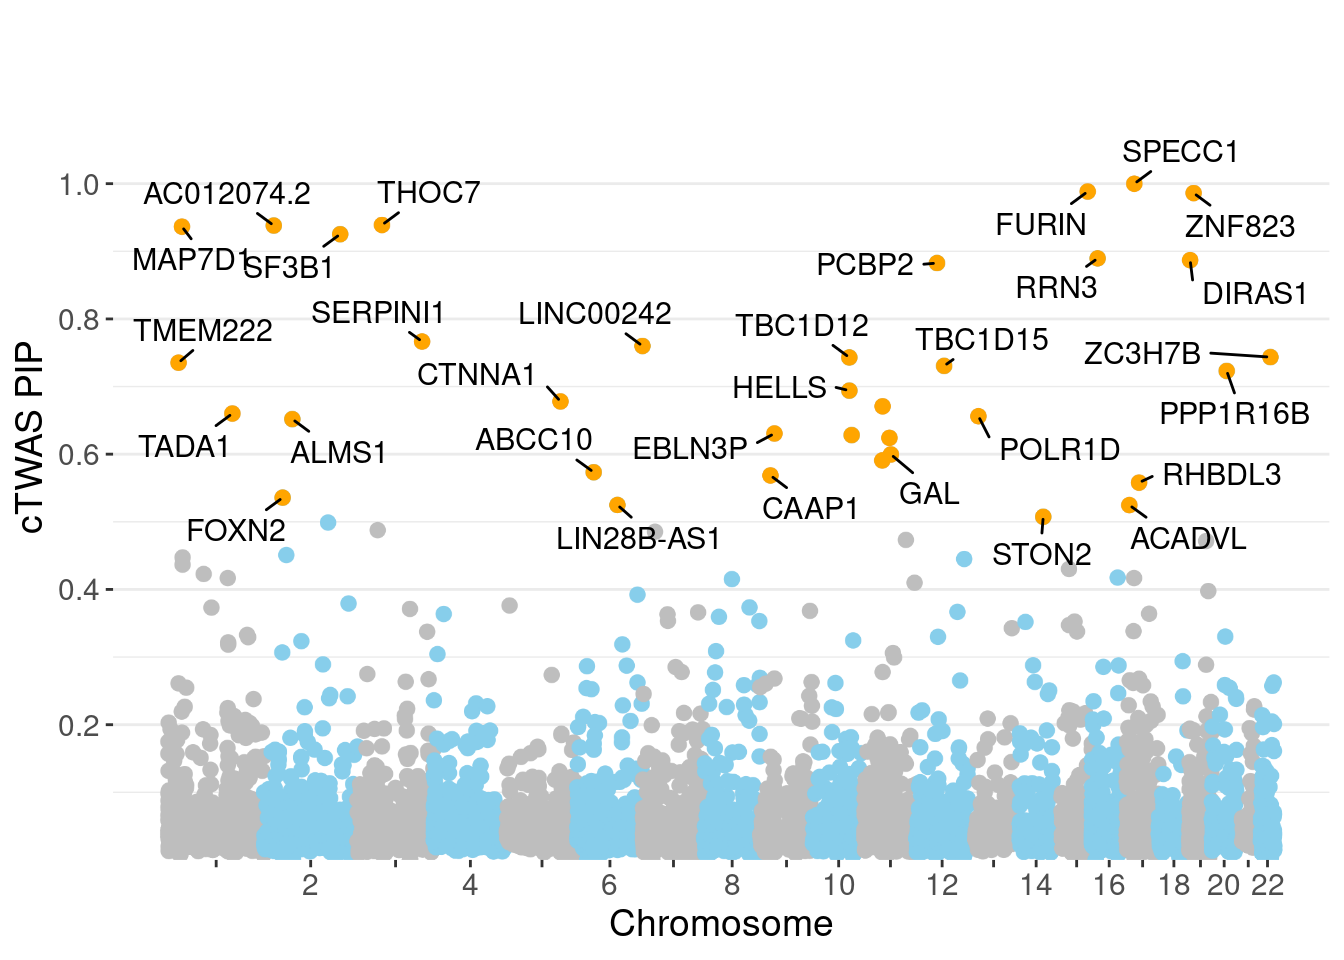 SPECC1
1.0
AC012074.2
THOC7
FURIN
ZNF823
MAP7D1
SF3B1
PCBP2
RRN3
DIRAS1
0.8
TMEM222
SERPINI1
LINC00242
TBC1D12
TBC1D15
ZC3H7B
CTNNA1
HELLS
PPP1R16B
cTWAS PIP
TADA1
ALMS1
ABCC10
EBLN3P
POLR1D
0.6
RHBDL3
GAL
CAAP1
FOXN2
LIN28B-AS1
STON2
ACADVL
0.4
0.2
2 4 6 8 10 12 14 16 18 20 22
Chromosome